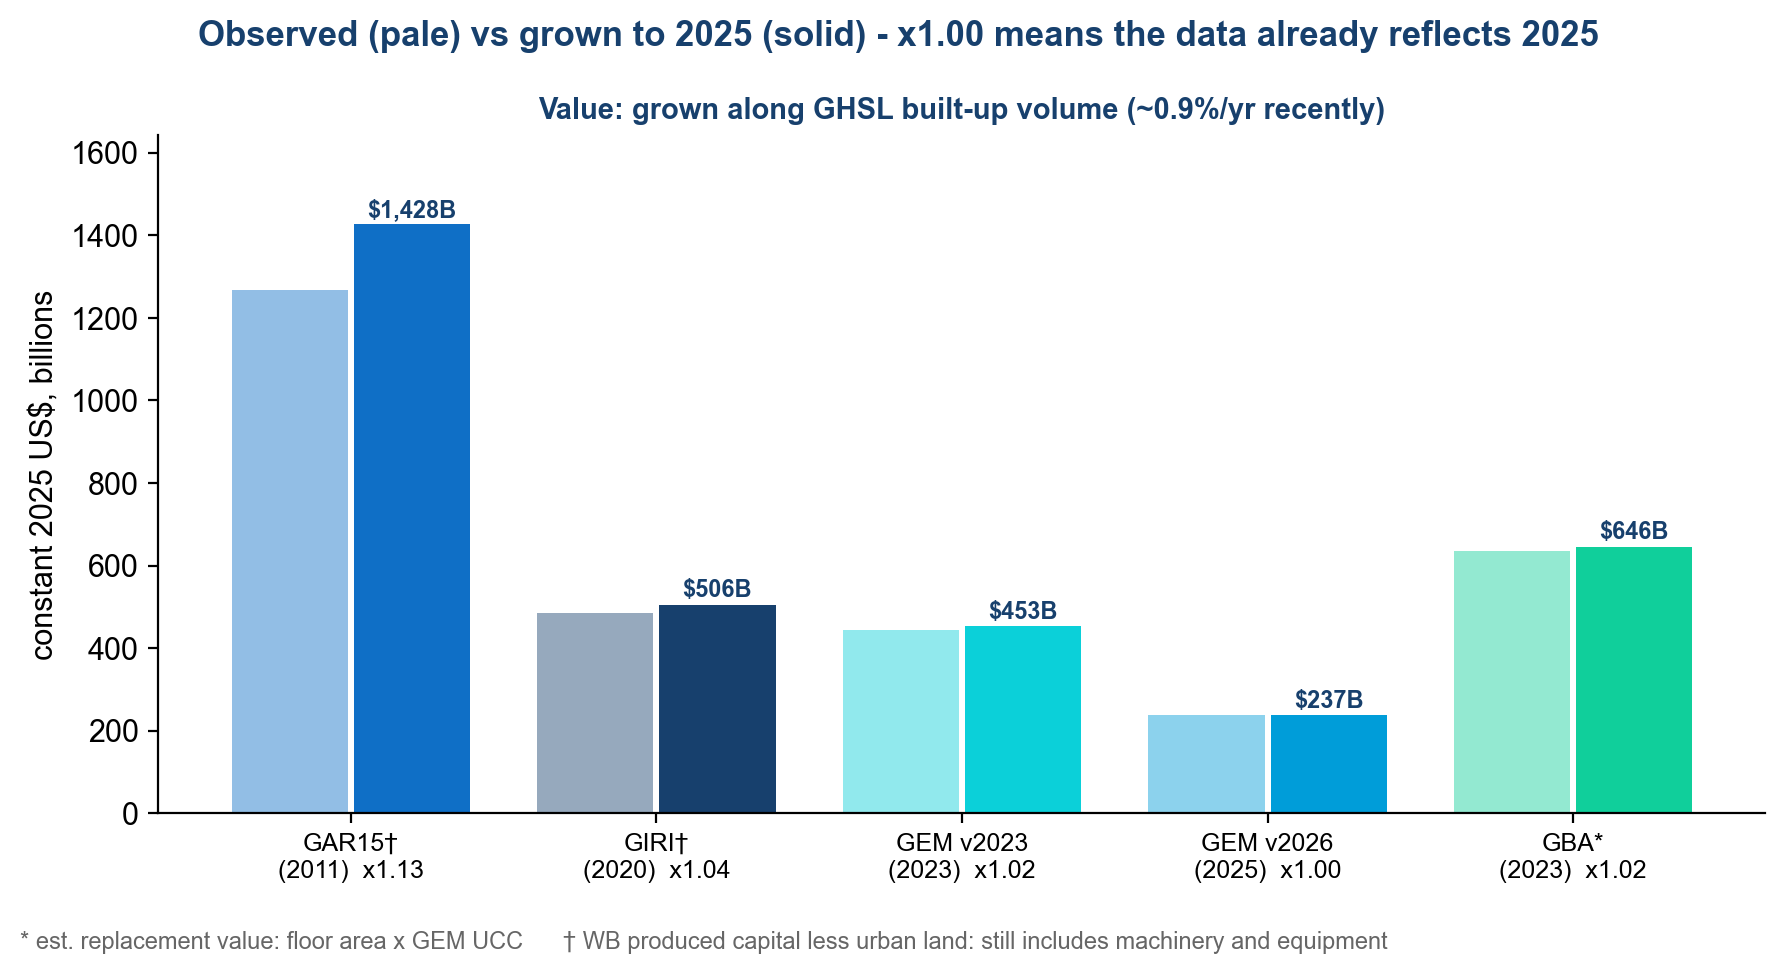 Observed (pale) vs grown to 2025 (solid) - x1.00 means the data already reflects 2025
Value: grown along GHSL built-up volume (~0.9%/yr recently)
constant 2025 US$, billions
1600
1400
1200
1000
800
600
400
200
0
$1,428B
$506B
$453B
$237B
$646B
GAR15†
(2011) x1.13
GIRI†
(2020) x1.04
GEM v2023
(2023) x1.02
GEM v2026
(2025) x1.00
GBA*
(2023) x1.02
* est. replacement value: floor area x GEM UCC † WB produced capital less urban land: still includes machinery and equipment